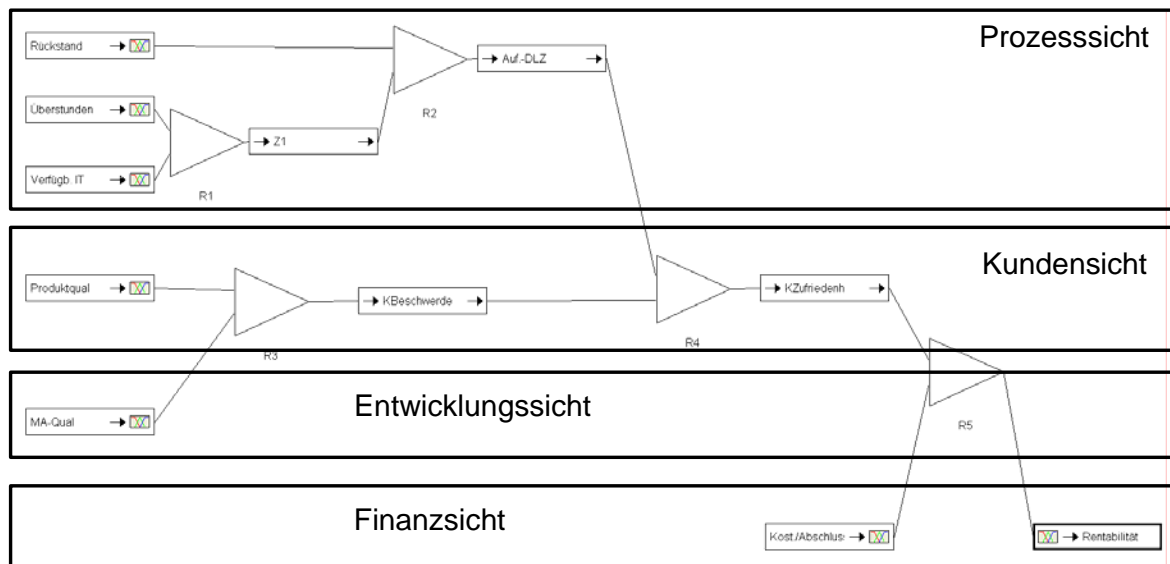 Prozesssicht
Rückstand
Auf.-DLZ
Überstunden
R2
Z1
Verfügb. IT
R1
Kundensicht
Produktqual
KBeschwerde
KZufriedenh
R4
R3
Entwicklungssicht
MA-Qual
R5
Finanzsicht
Kost./Abschlus
Rentabilität